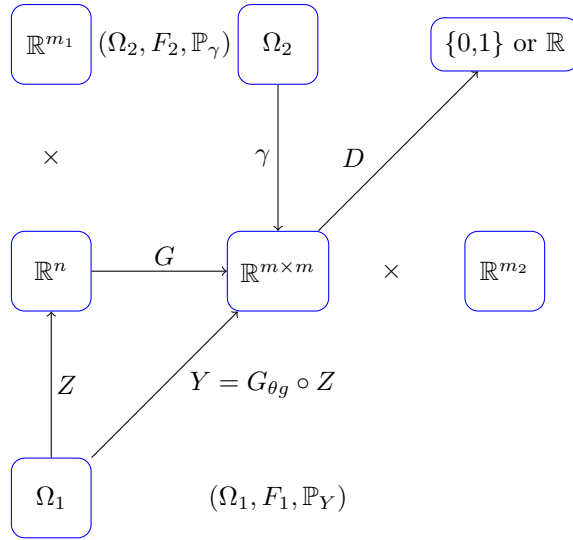 ℝ^{m_1} (Ω_2, F_2, ℙ_γ) Ω_2 {0,1} or ℝ
× γ D
ℝ^n G ℝ^{m×m} × ℝ^{m_2}
Z Y = G_{θg} ∘ Z
Ω_1 (Ω_1, F_1, ℙ_Y)